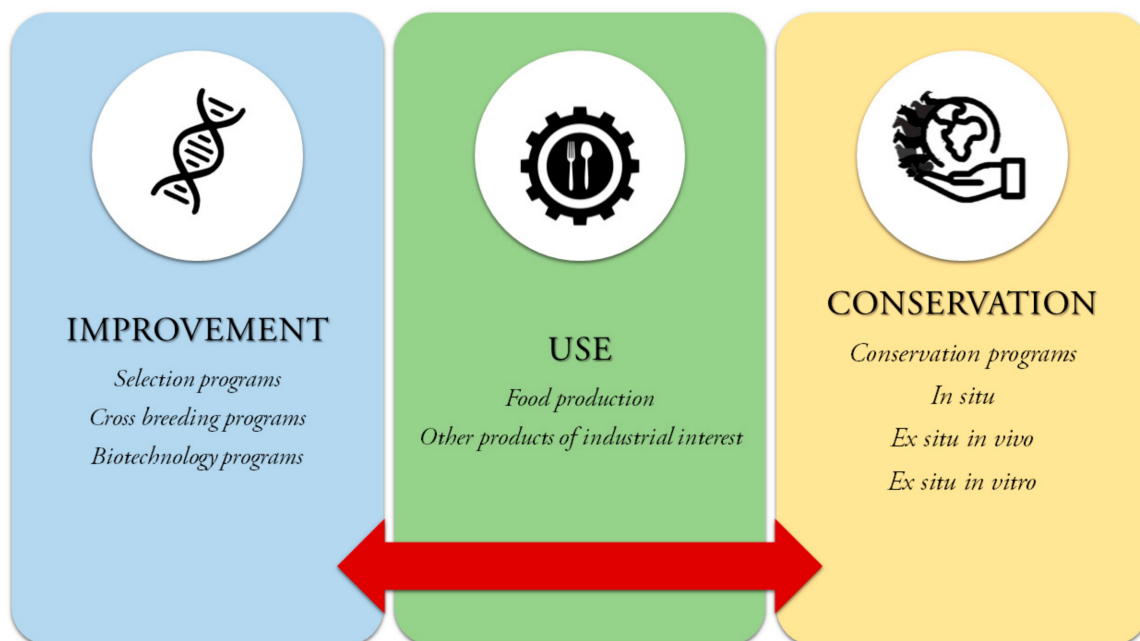 IMPROVEMENT
Selection programs
Cross breeding programs
Biotechnology programs
USE
Food production
Other products of industrial interest
CONSERVATION
Conservation programs
In situ
Ex situ in vivo
Ex situ in vitro